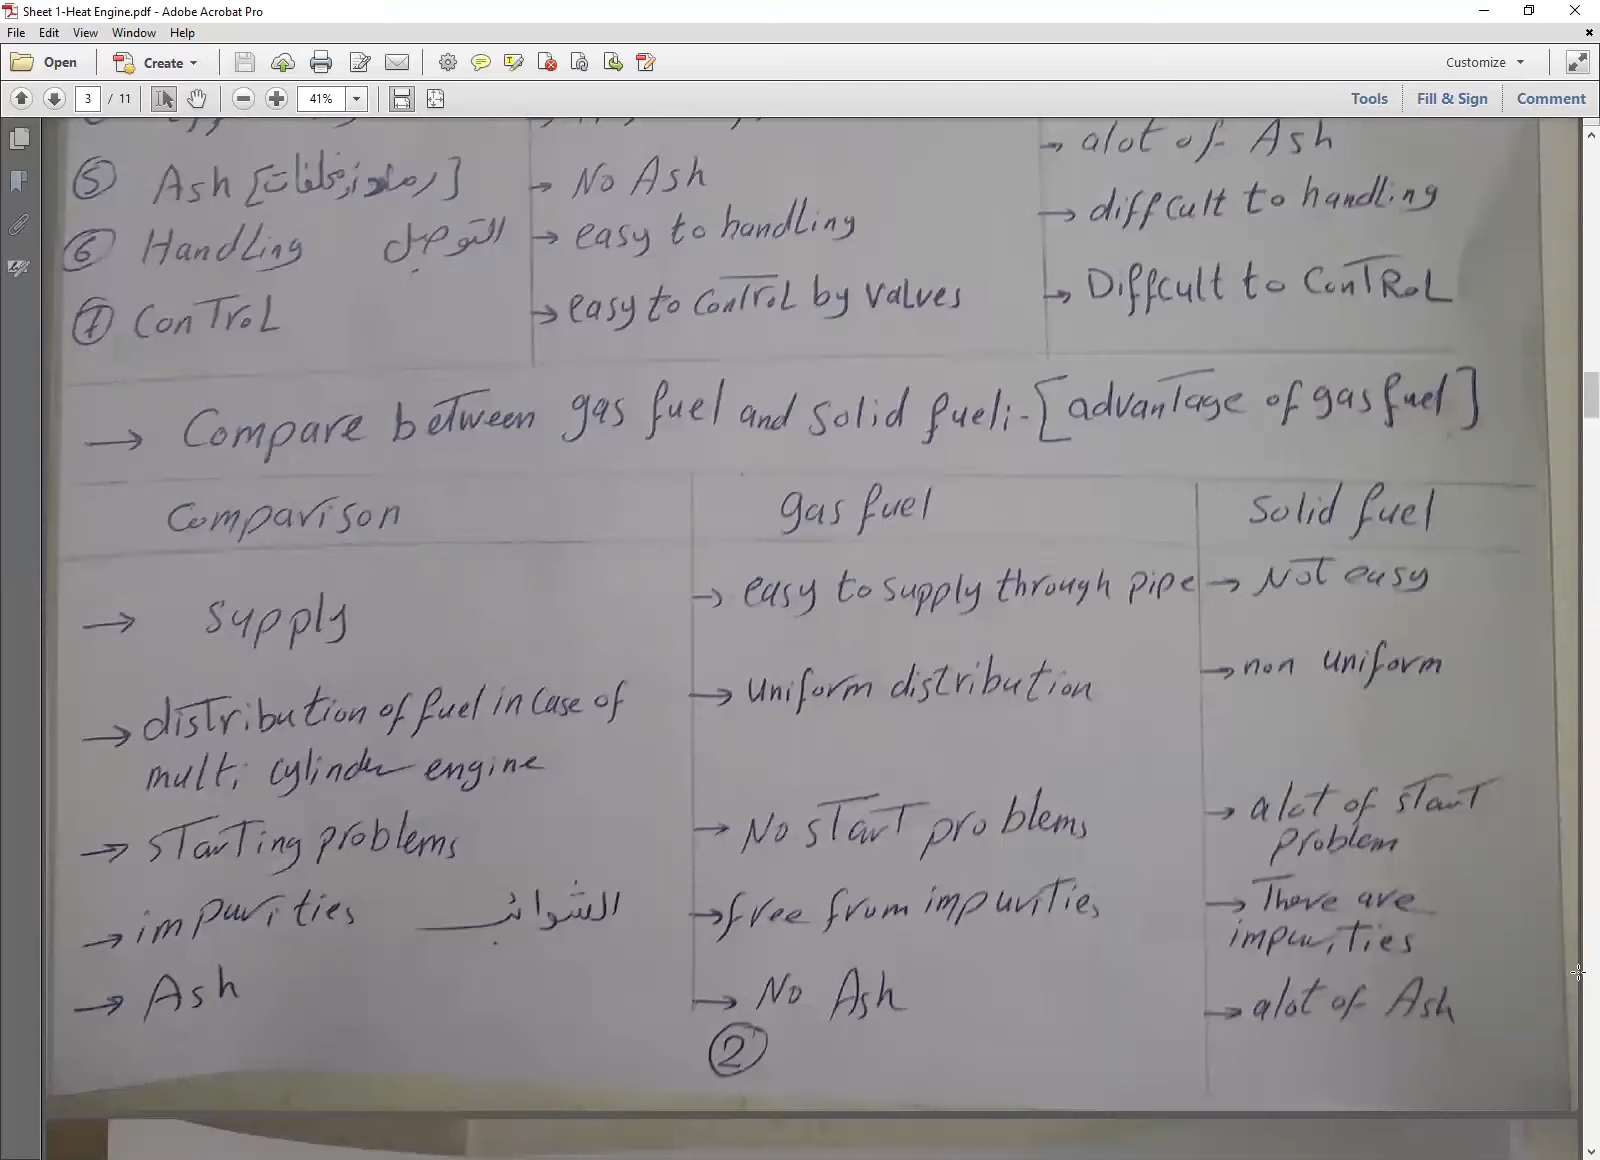 Sheet 1-Heat Engine.pdf - Adobe Acrobat Pro
File Edit View Window Help
Open Create Customize
3 / 11 41% Tools Fill & Sign Comment
→ alot of Ash
⑤ Ash → No Ash
→ diffcult to handling
⑥ Handling التوصيل → easy to handling
⑦ ConTroL → easy to ConTroL by valves → Diffcult to ConTRoL
→ Compare between gas fuel and solid fuel:- [advanTage of gas fuel]
Comparison gas fuel Solid fuel
→ supply → easy to supply through pipe → NoT easy
→ disTribution of fuel in case of → uniform distribution → non uniform
multi cylinder engine
→ sTarTing problems → No sTarT problems → alot of sTarT
problem
→ impurities الشوائب → free from impuriTies → There are
impuriTies
→ Ash → No Ash → alot of Ash
②